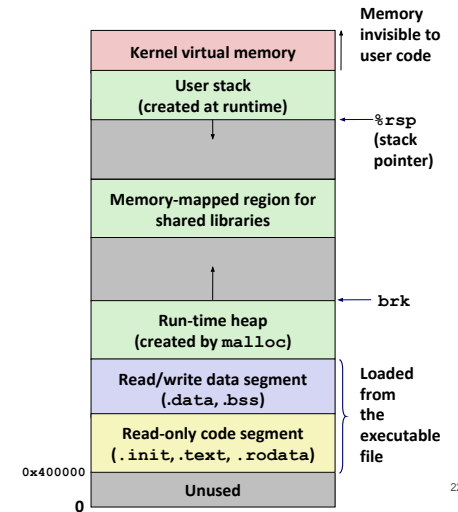 Memory
invisible to
user code
Kernel virtual memory
User stack
(created at runtime)
%rsp
(stack
pointer)
Memory-mapped region for
shared libraries
brk
Run-time heap
(created by malloc)
Read/write data segment
(.data, .bss)
Loaded
from
the
executable
file
Read-only code segment
(.init, .text, .rodata)
0x400000
Unused
0